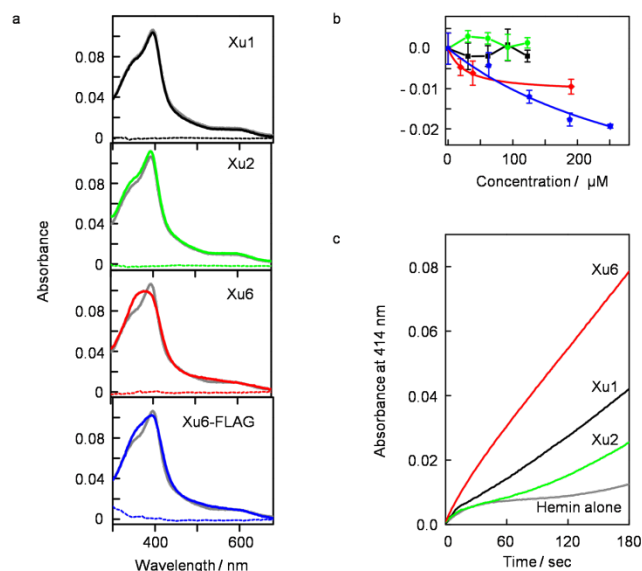 a
Xu1
0.08
0.04
0
Xu2
0.08
0.04
0
Xu6
0.08
0.04
0
Xu6-FLAG
0.08
0.04
0
400 500 600
Wavelength / nm
Absorbance
b
0.0
- 0.01
- 0.02
0 100 200
Concentration / μM
c
Absorbance at 414 nm
0.08
0.06
0.04
0.02
0.0
Xu6
Xu1
Xu2
Hemin alone
0 60 120 180
Time / sec